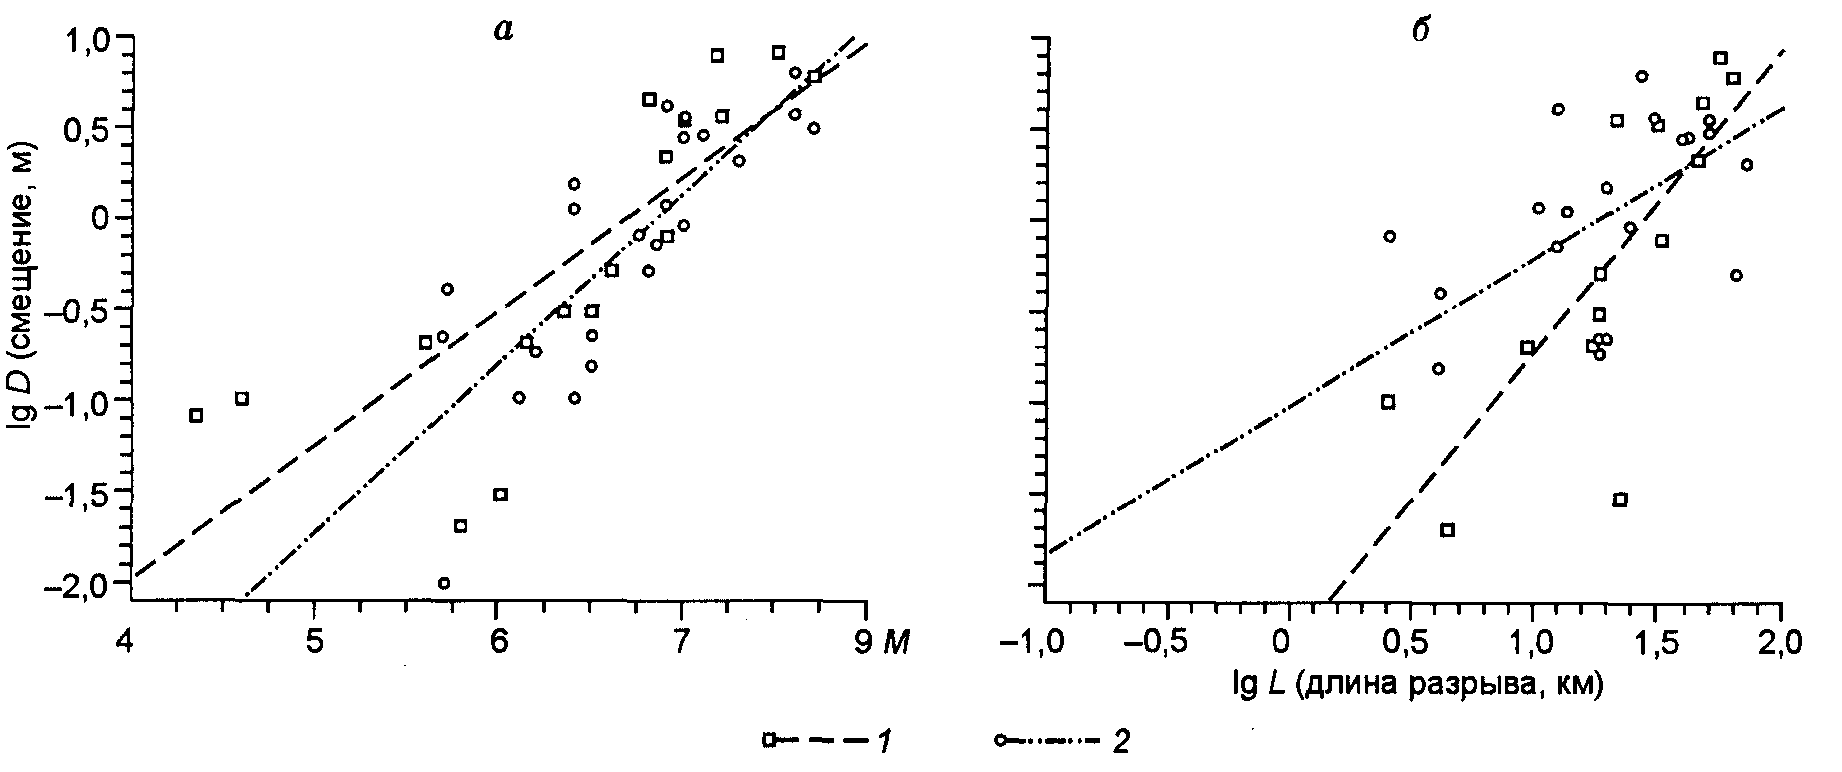 а
б
1,0
0,5
0
–0,5
–1,0
–1,5
–2,0
lg D (смещение, м)
4 5 6 7 9 M
–1,0 –0,5 0 0,5 1,0 1,5 2,0
lg L (длина разрыва, км)
1 2